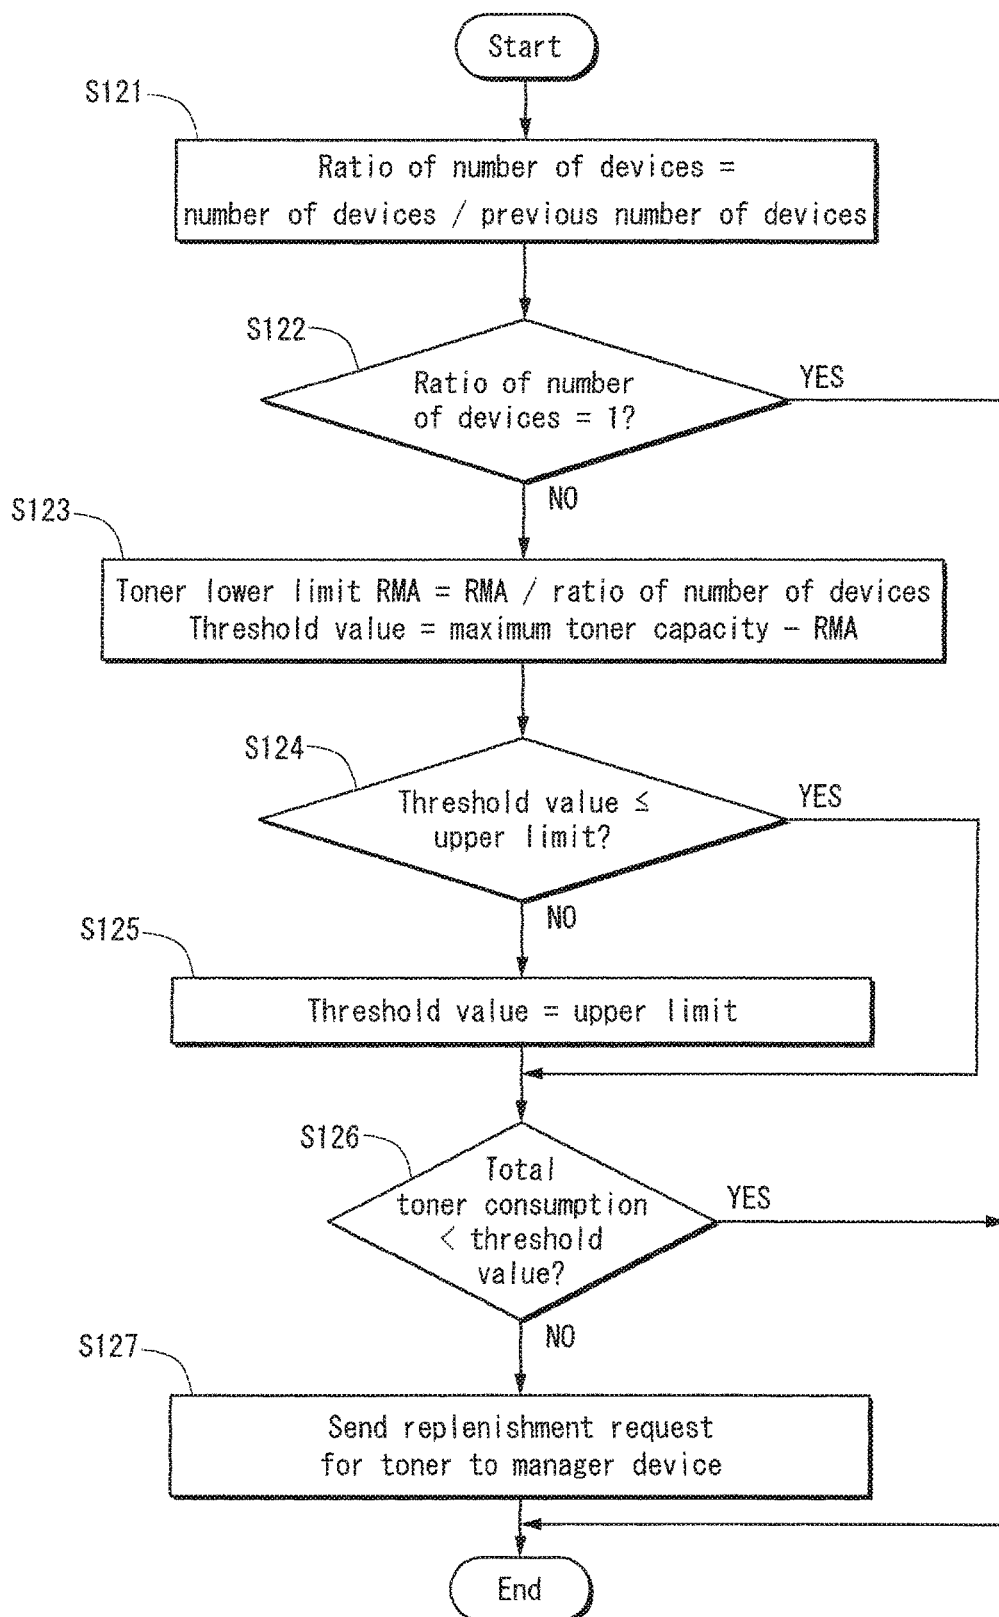 Start
S121
Ratio of number of devices =
number of devices / previous number of devices
S122
Ratio of number
of devices = 1?
YES
NO
S123
Toner lower limit RMA = RMA / ratio of number of devices
Threshold value = maximum toner capacity - RMA
S124
Threshold value ≤
upper limit?
YES
NO
S125
Threshold value = upper limit
S126
Total
toner consumption
< threshold
value?
YES
NO
S127
Send replenishment request
for toner to manager device
End